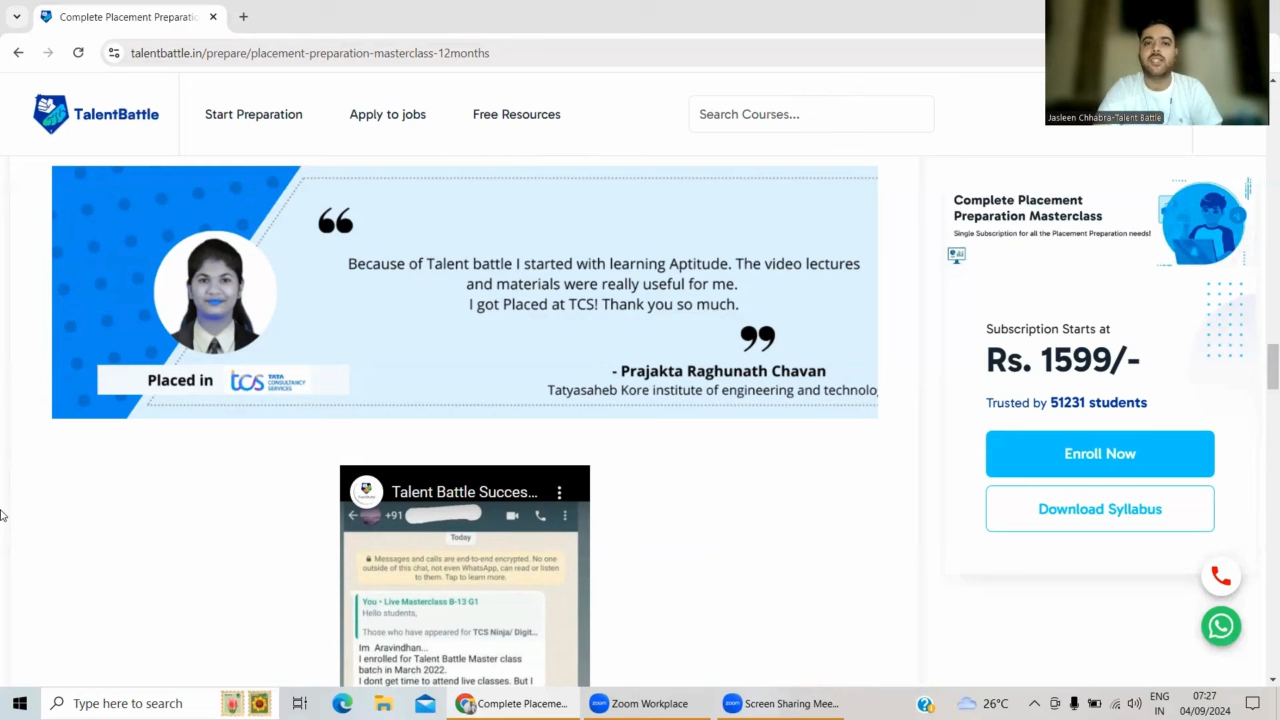 Complete Placement Preparatic
talentbattle.in/prepare/placement-preparation-masterclass-12months
TalentBattle
Start Preparation
Apply to jobs
Free Resources
Search Courses...
Jasleen Chhabra-Talent Battle
Because of Talent battle I started with learning Aptitude. The video lectures
and materials were really useful for me.
I got Placed at TCS! Thank you so much.
- Prajakta Raghunath Chavan
Tatyasaheb Kore institute of engineering and technolo
Placed in
tcs TATA
CONSULTANCY
SERVICES
Complete Placement
Preparation Masterclass
Single Subscription for all the Placement Preparation needs!
Subscription Starts at
Rs. 1599/-
Trusted by 51231 students
Enroll Now
Download Syllabus
Talent Battle Succes...
+91
Today
Messages and calls are end-to-end encrypted. No one
outside of this chat, not even WhatsApp, can read or listen
to them. Tap to learn more.
You • Live Masterclass B-13 G1
Hello students,
Those who have appeared for TCS Ninja/ Digit...
Im Aravindhan...
I enrolled for Talent Battle Master class
batch in March 2022.
I dont get time to attend live classes. But I
Type here to search
Complete Placeme...
Zoom Workplace
Screen Sharing Mee...
26°C
ENG
IN
07:27
04/09/2024